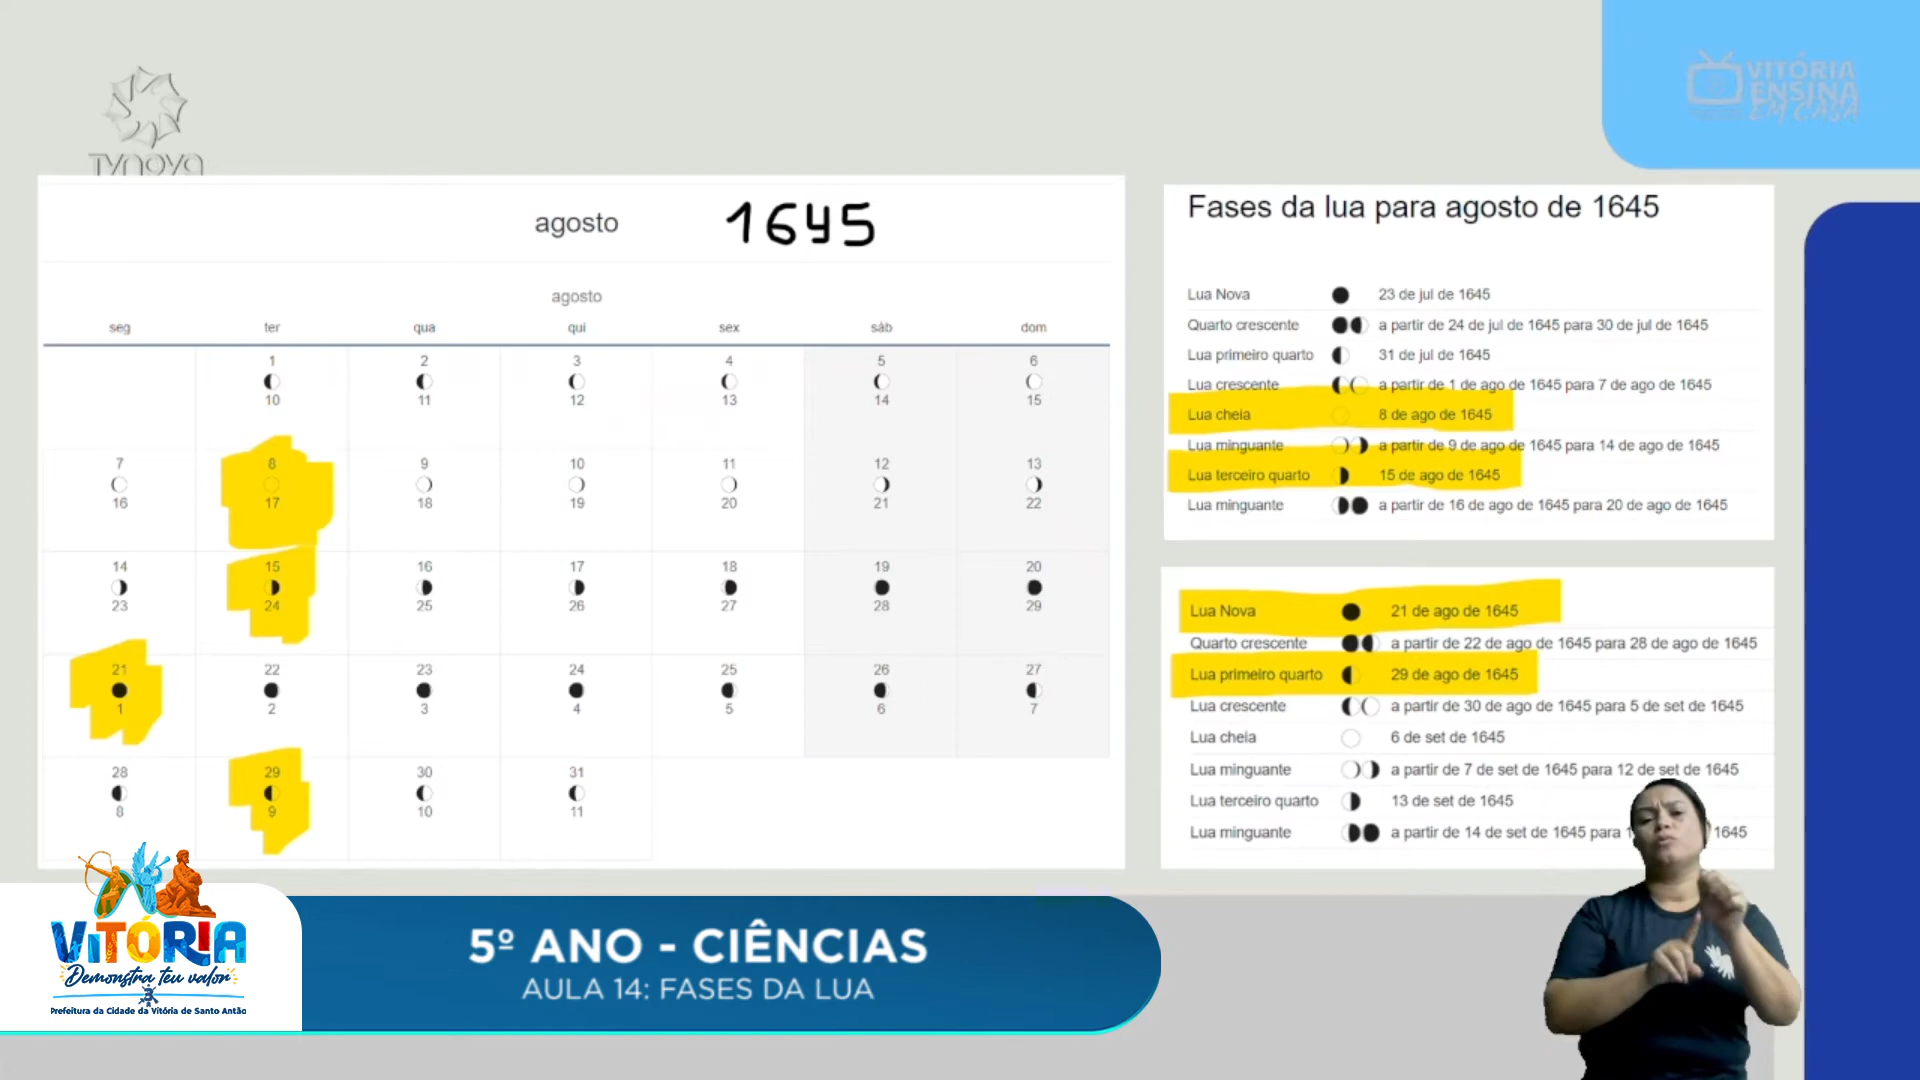 TVNOVA
VITÓRIA
ENSINA
EM CASA
agosto 1645
agosto
seg ter qua qui sex sáb dom
1 2 3 4 5 6
10 11 12 13 14 15
7 8 9 10 11 12 13
16 17 18 19 20 21 22
14 15 16 17 18 19 20
23 24 25 26 27 28 29
21 22 23 24 25 26 27
1 2 3 4 5 6 7
28 29 30 31
8 9 10 11
Fases da lua para agosto de 1645
Lua Nova 23 de jul de 1645
Quarto crescente a partir de 24 de jul de 1645 para 30 de jul de 1645
Lua primeiro quarto 31 de jul de 1645
Lua crescente a partir de 1 de ago de 1645 para 7 de ago de 1645
Lua cheia 8 de ago de 1645
Lua minguante a partir de 9 de ago de 1645 para 14 de ago de 1645
Lua terceiro quarto 15 de ago de 1645
Lua minguante a partir de 16 de ago de 1645 para 20 de ago de 1645
Lua Nova 21 de ago de 1645
Quarto crescente a partir de 22 de ago de 1645 para 28 de ago de 1645
Lua primeiro quarto 29 de ago de 1645
Lua crescente a partir de 30 de ago de 1645 para 5 de set de 1645
Lua cheia 6 de set de 1645
Lua minguante a partir de 7 de set de 1645 para 12 de set de 1645
Lua terceiro quarto 13 de set de 1645
Lua minguante a partir de 14 de set de 1645 para 1645
VITÓRIA
Demonstra teu valor
Prefeitura da Cidade da Vitória de Santo Antão
5º ANO - CIÊNCIAS
AULA 14: FASES DA LUA